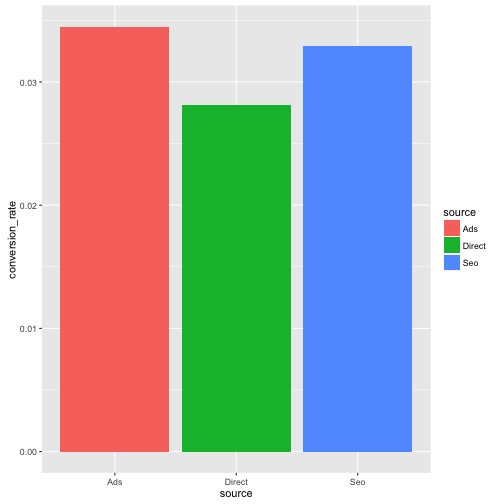 conversion_rate
0.03
0.02
0.01
0.00
Ads
Direct
Seo
source
source
Ads
Direct
Seo